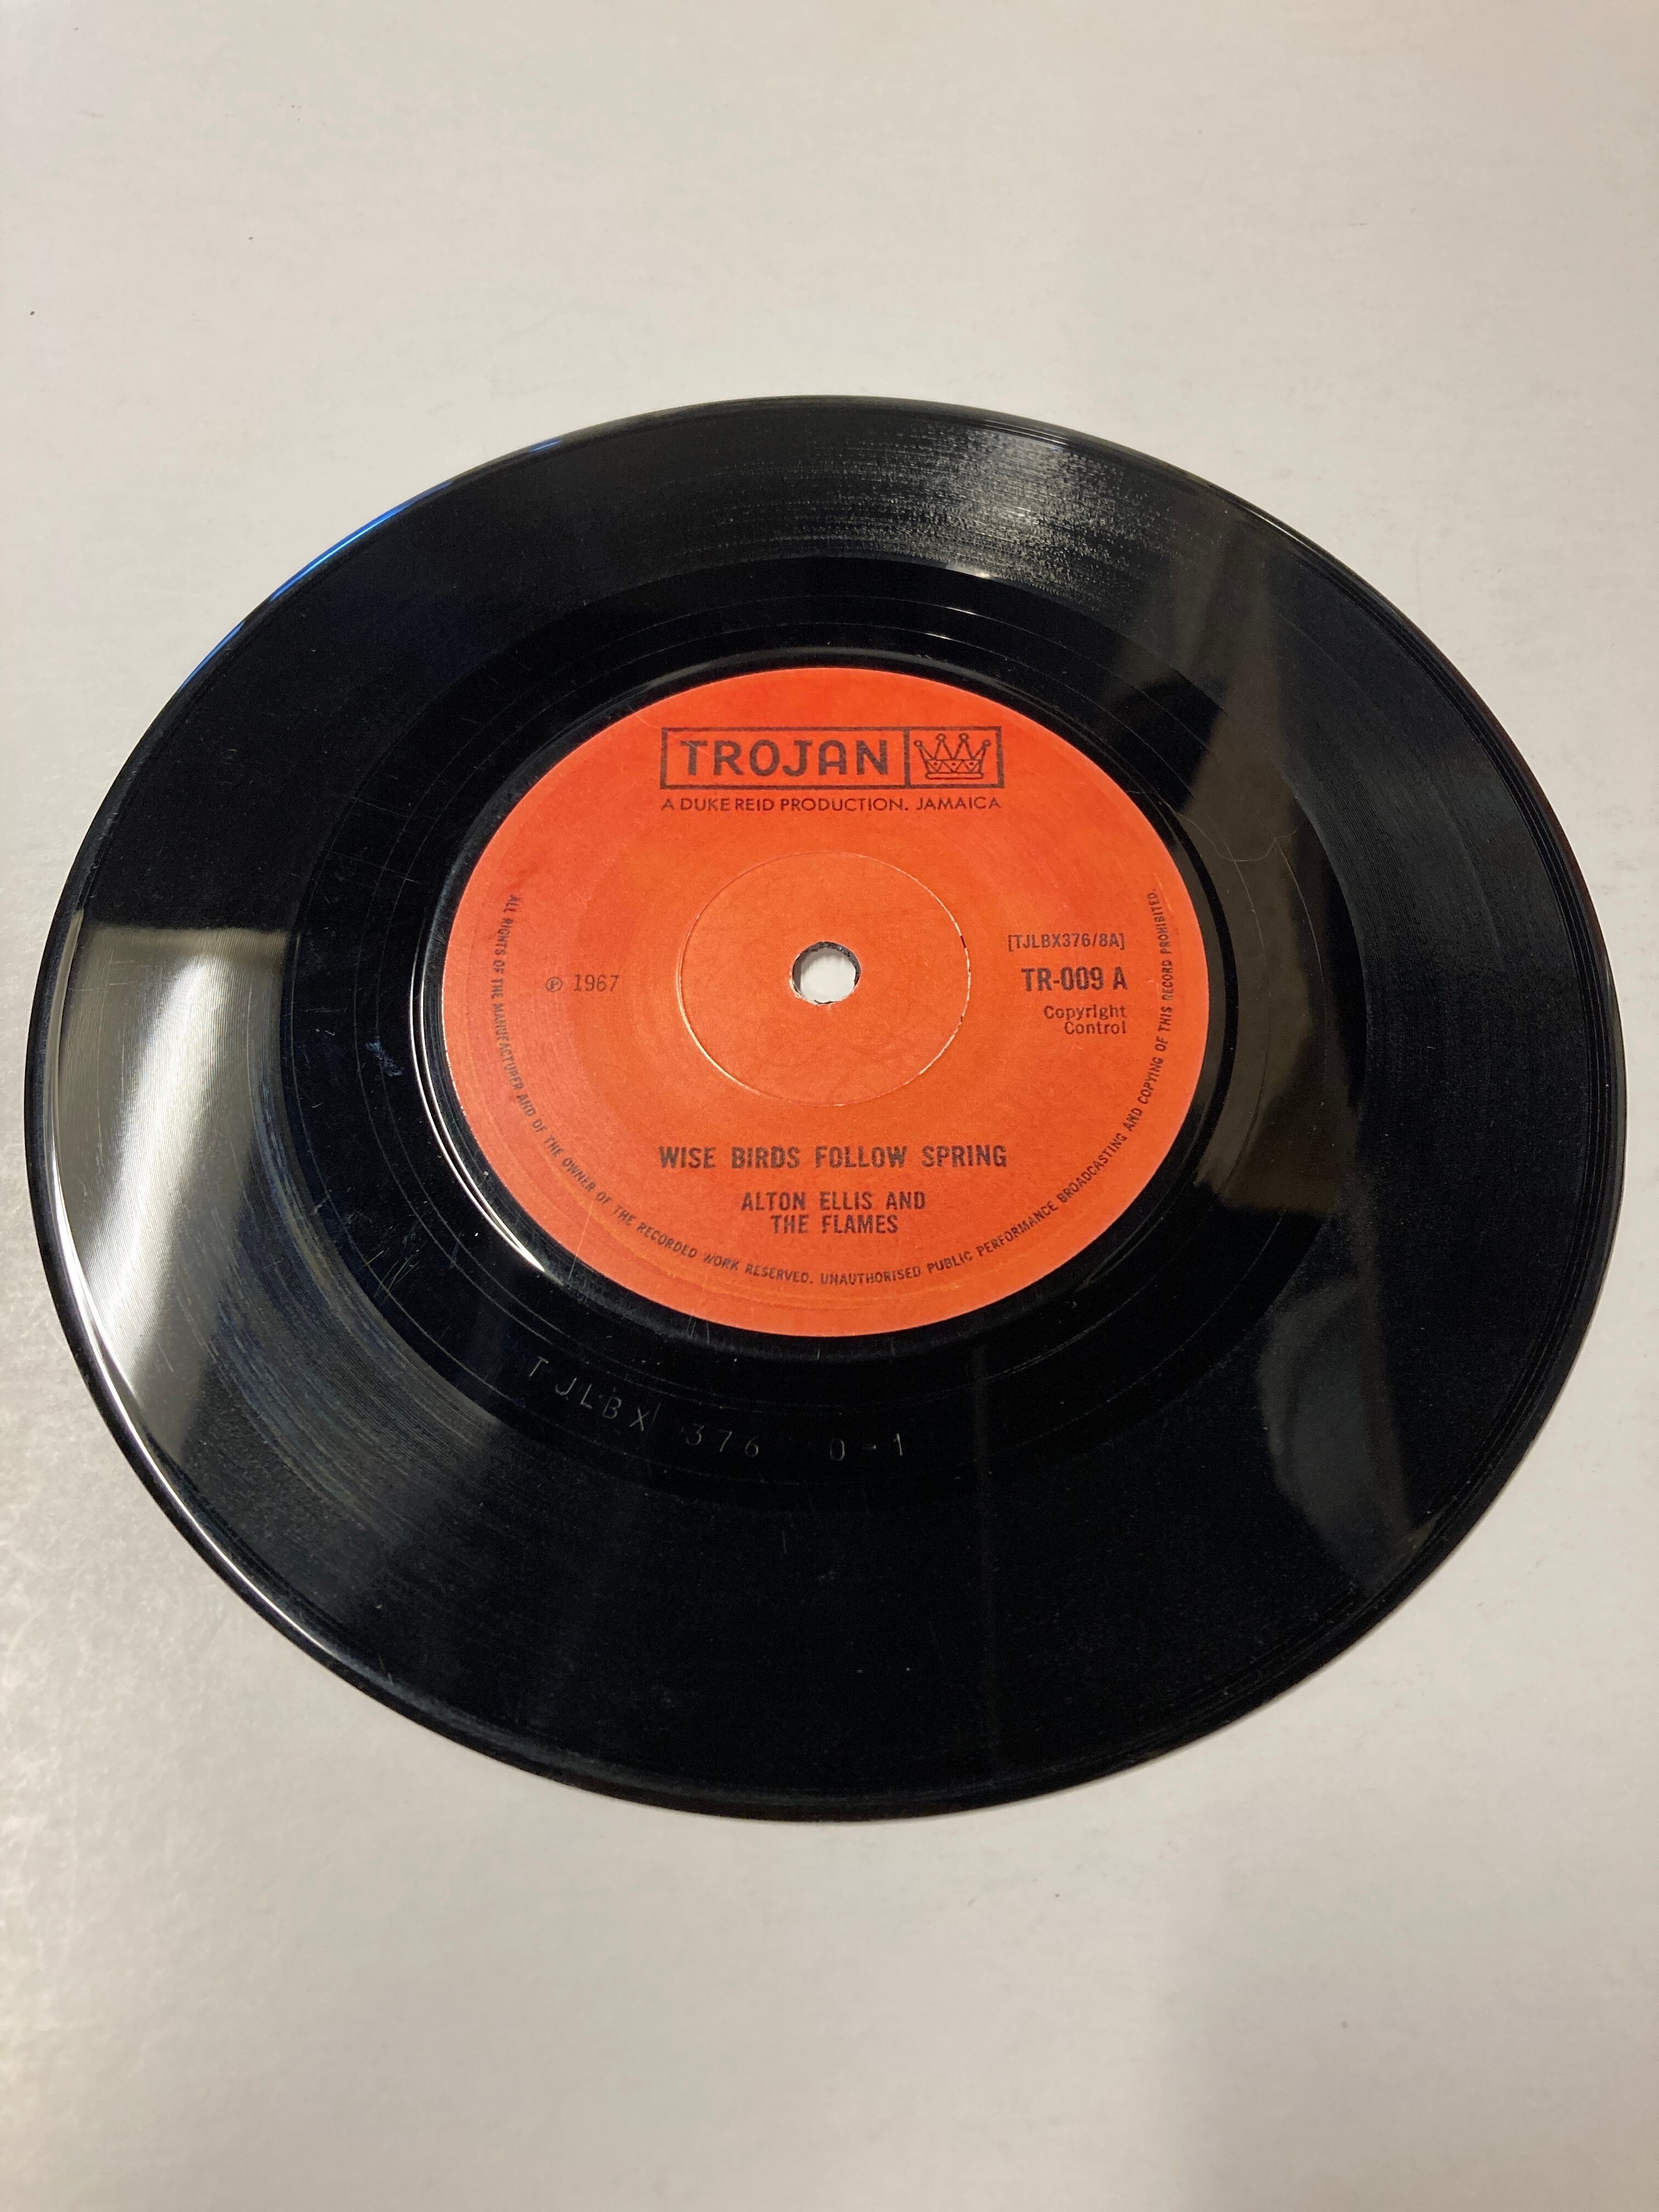 TROJAN
A DUKE REID PRODUCTION. JAMAICA
[TJLBX376/8A]
℗ 1967
TR-009 A
Copyright
Control
WISE BIRDS FOLLOW SPRING
ALTON ELLIS AND
THE FLAMES
ALL RIGHTS OF THE MANUFACTURER AND OF THE OWNER OF THE RECORDED WORK RESERVED. UNAUTHORISED PUBLIC PERFORMANCE BROADCASTING AND COPYING OF THIS RECORD PROHIBITED.
TJLBX 376 0-1